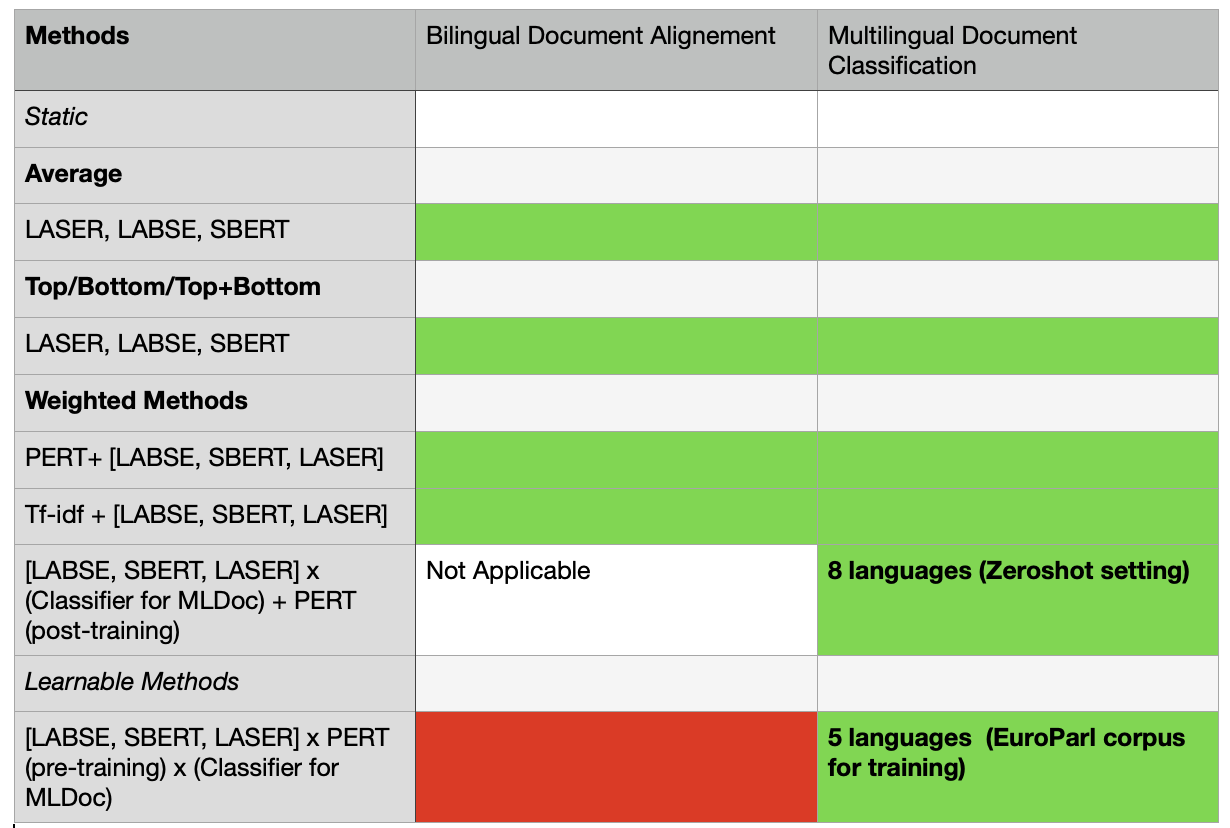 Methods
Bilingual Document Alignement
Multilingual Document
Classification
Static
Average
LASER, LABSE, SBERT
Top/Bottom/Top+Bottom
LASER, LABSE, SBERT
Weighted Methods
PERT+ [LABSE, SBERT, LASER]
Tf-idf + [LABSE, SBERT, LASER]
[LABSE, SBERT, LASER] x
(Classifier for MLDoc) + PERT
(post-training)
Not Applicable
8 languages (Zeroshot setting)
Learnable Methods
[LABSE, SBERT, LASER] x PERT
(pre-training) x (Classifier for
MLDoc)
5 languages  (EuroParl corpus
for training)